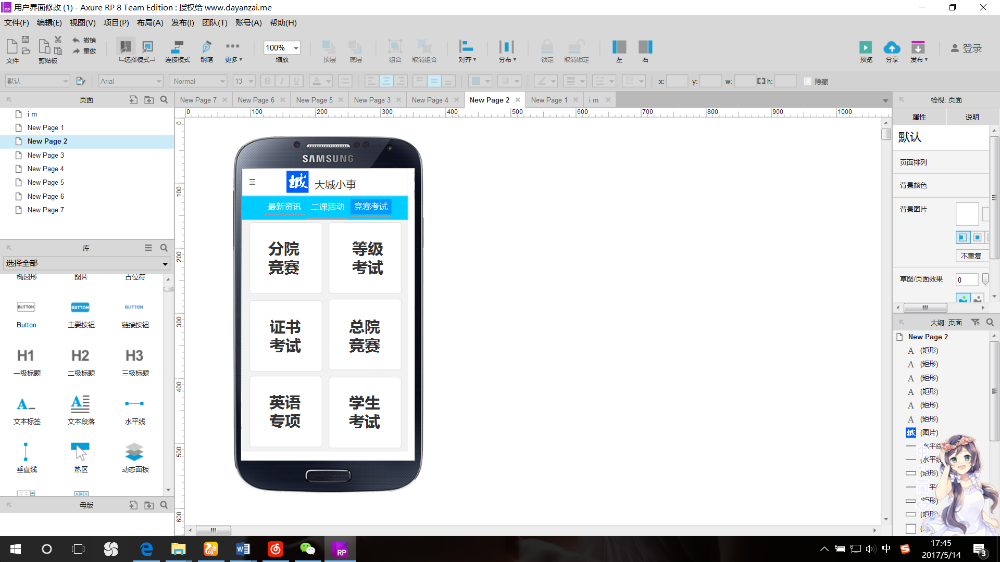 用户界面修改 (1) - Axure RP 8 Team Edition : 授权给 www.dayanzai.me
文件(F) 编辑(E) 视图(V) 项目(P) 布局(A) 发布(I) 团队(T) 账号(A) 帮助(H)
撤销
重做
文件 剪贴板 选择模式 连接模式 钢笔 更多 100% 缩放 顶层 底层 组合 取消组合 对齐 分布 锁定 取消锁定 左 右 预览 分享 发布 登录
默认 Arial Normal 13 B I U A x: y: w: h: 隐藏
页面
i m
New Page 1
New Page 2
New Page 3
New Page 4
New Page 5
New Page 6
New Page 7
库
选择全部
椭圆形 图片 占位符
BUTTON BUTTON BUTTON
Button 主要按钮 链接按钮
H1 H2 H3
一级标题 二级标题 三级标题
文本标签 文本段落 水平线
垂直线 热区 动态面板
母版
New Page 7 New Page 6 New Page 5 New Page 3 New Page 4 New Page 2 New Page 1 i m
0 100 200 300 400 500 600 700 800 900 1000
0
100
200
300
400
500
600
SAMSUNG
城 大城小事
最新资讯 二课活动 竞赛考试
分院
竞赛
等级
考试
证书
考试
总院
竞赛
英语
专项
学生
考试
检视: 页面
属性 说明
默认
页面排列
背景颜色
背景图片
不重复
草图/页面效果 0
大纲: 页面
New Page 2
A (矩形)
A (矩形)
A (矩形)
A (矩形)
A (矩形)
A (矩形)
城 (图片)
水平线
(水平线
(矩形)
平线
(矩形)
(矩形)
RP
中
17:45
2017/5/14
3